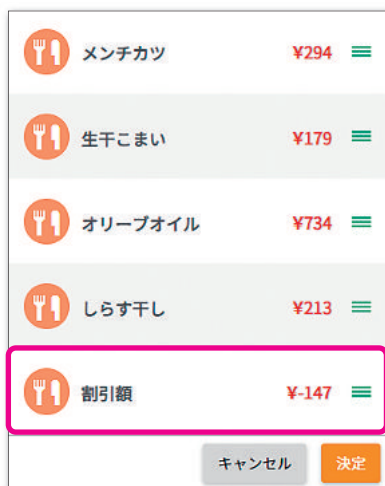 メンチカツ ¥294
生干こまい ¥179
オリーブオイル ¥734
しらす干し ¥213
割引額 ¥-147
キャンセル 決定